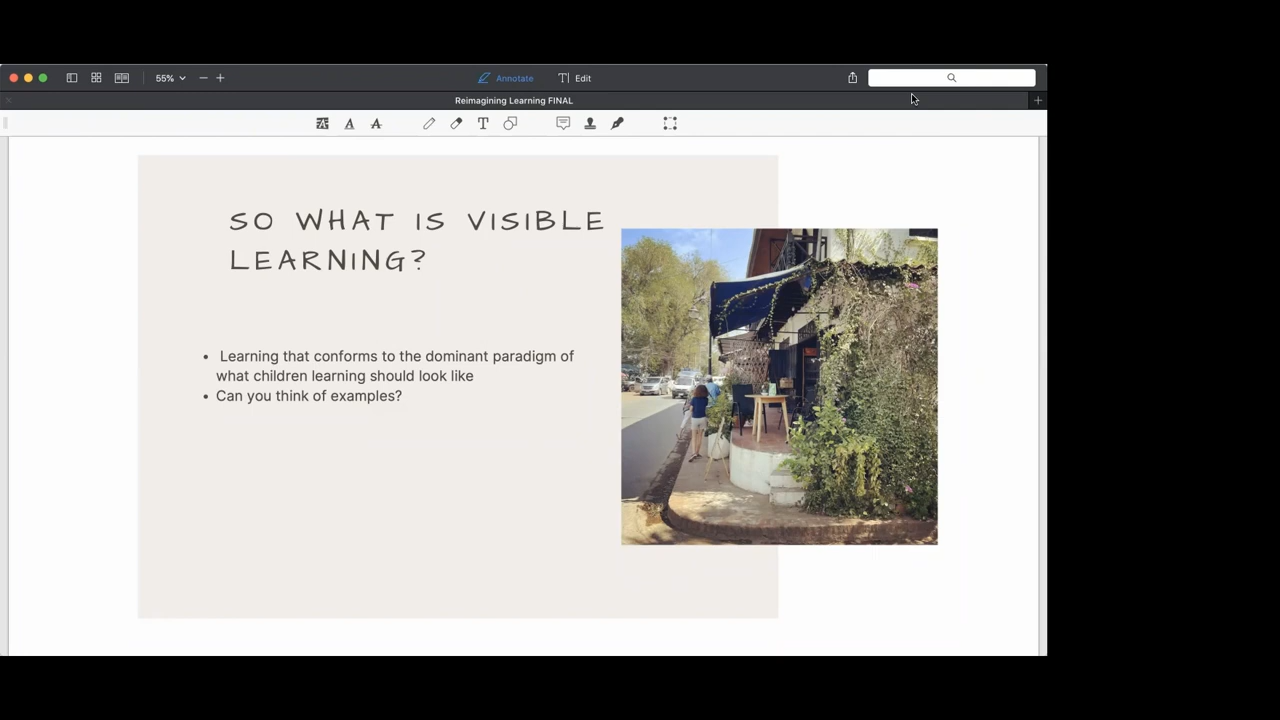 55%
Annotate
Edit
Reimagining Learning FINAL
SO WHAT IS VISIBLE
LEARNING?
• Learning that conforms to the dominant paradigm of
what children learning should look like
• Can you think of examples?